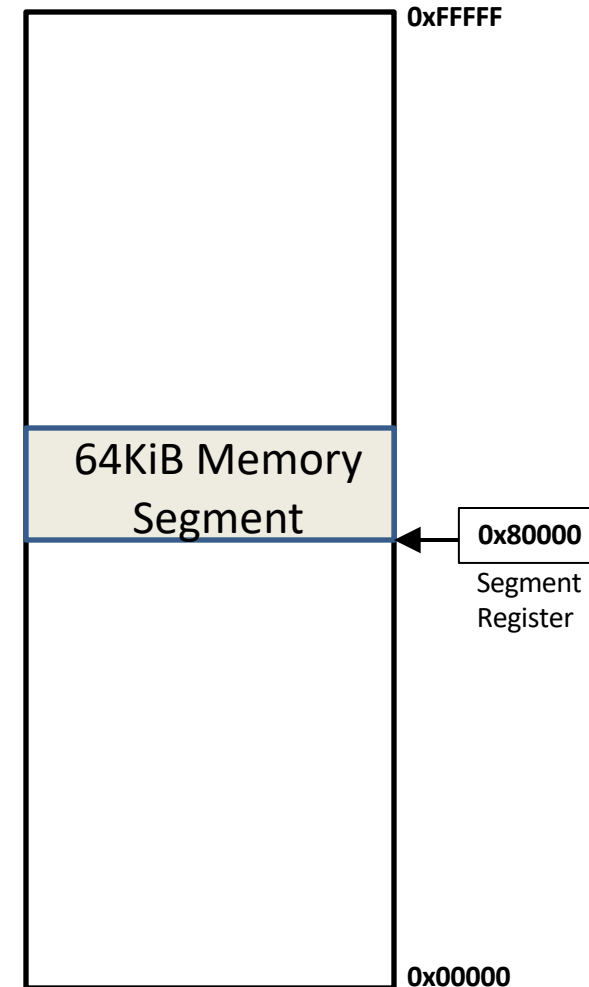 0xFFFFF
64KiB Memory
Segment
0x80000
Segment
Register
0x00000